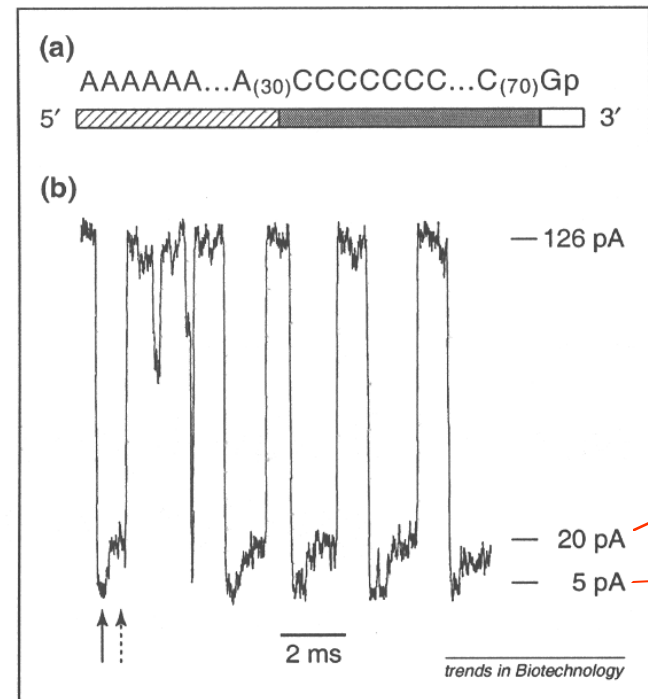 (a)
AAAAAA...A(30)CCCCCCC...C(70)Gp
5′ 3′
(b)
126 pA
20 pA
5 pA
2 ms
trends in Biotechnology